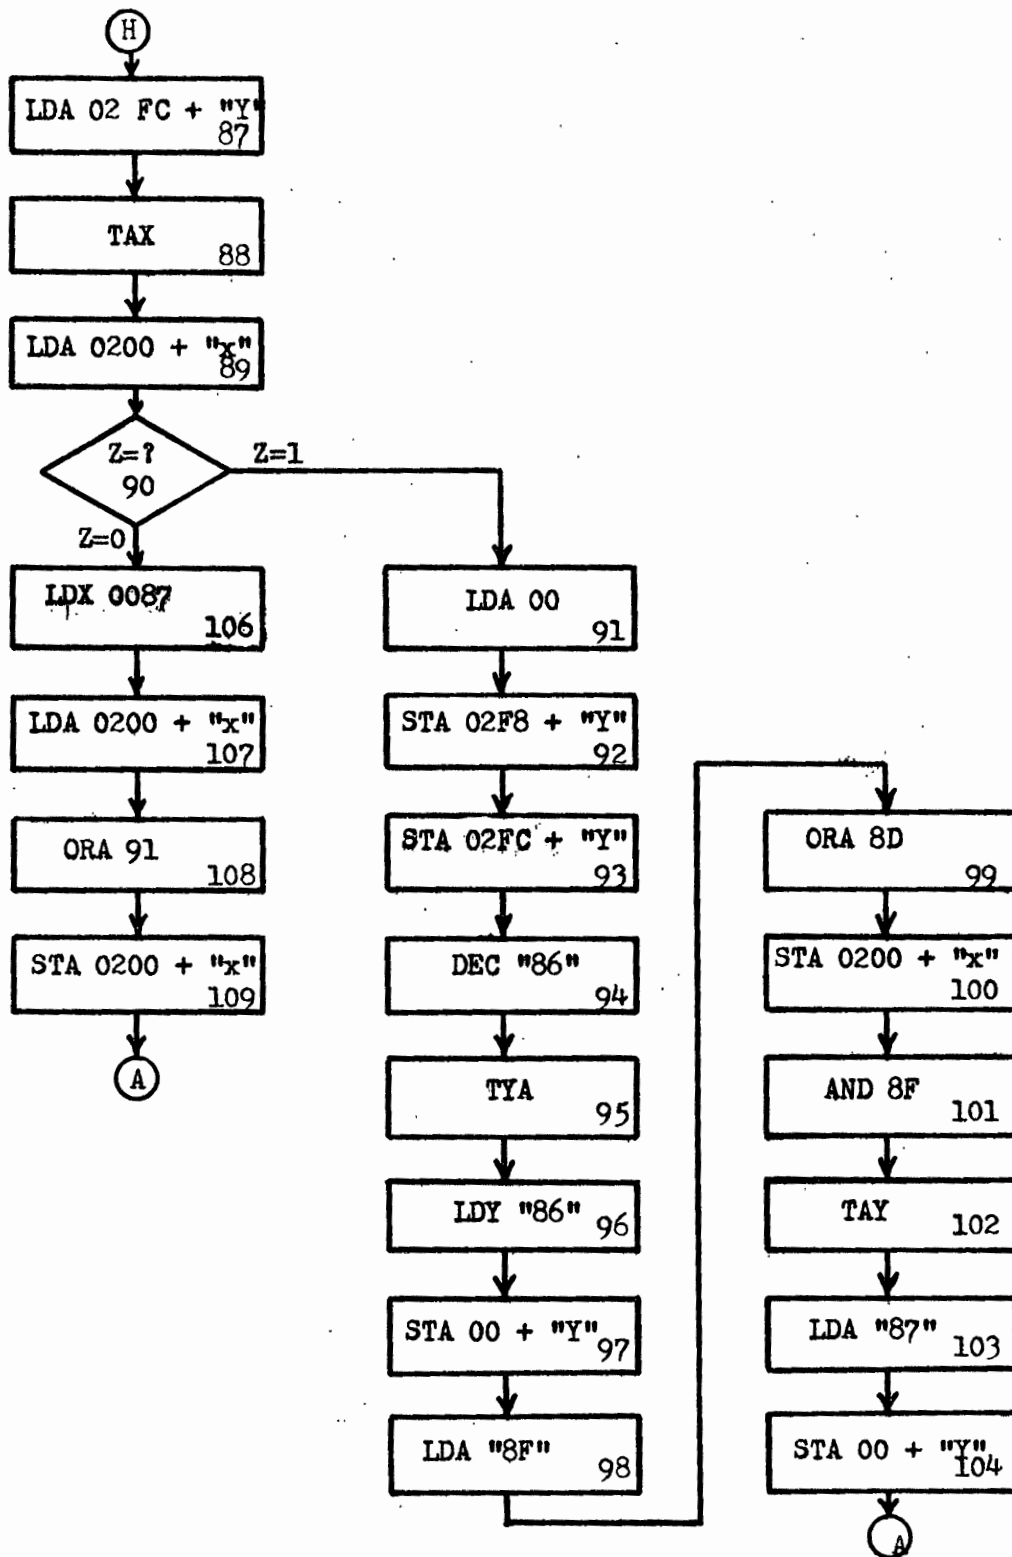 H
LDA 02 FC + "Y"
87
TAX
88
LDA 0200 + "x"
89
Z=?
90
Z=1
Z=0
LDX 0087
106
LDA 0200 + "x"
107
ORA 91
108
STA 0200 + "x"
109
A
LDA 00
91
STA 02F8 + "Y"
92
STA 02FC + "Y"
93
DEC "86"
94
TYA
95
LDY "86"
96
STA 00 + "Y"
97
LDA "8F"
98
ORA 8D
99
STA 0200 + "x"
100
AND 8F
101
TAY
102
LDA "87"
103
STA 00 + "Y"
104
A